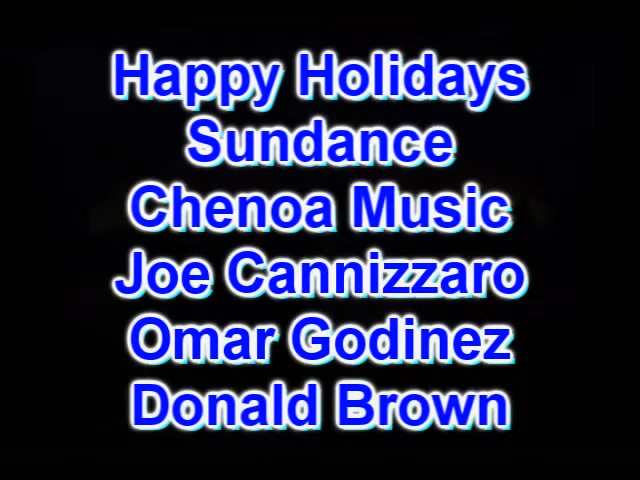 Happy Holidays
Sundance
Chenoa Music
Joe Cannizzaro
Omar Godinez
Donald Brown